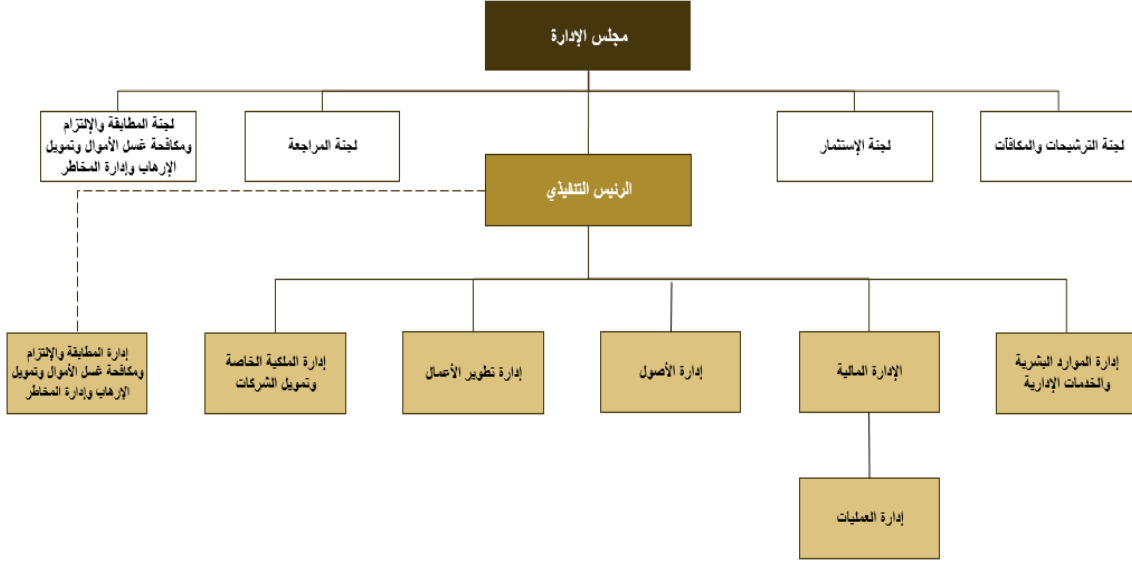 مجلس الإدارة
لجنة الترشيحات والمكافآت
لجنة الإستثمار
لجنة المراجعة
لجنة المطابقة والإلتزام
ومكافحة غسل الأموال وتمويل
الإرهاب وإدارة المخاطر
الرئيس التنفيذي
إدارة الموارد البشرية
والخدمات الإدارية
الإدارة المالية
إدارة الأصول
إدارة تطوير الأعمال
إدارة الملكية الخاصة
وتمويل الشركات
إدارة المطابقة والإلتزام
ومكافحة غسل الأموال وتمويل
الإرهاب وإدارة المخاطر
إدارة العمليات